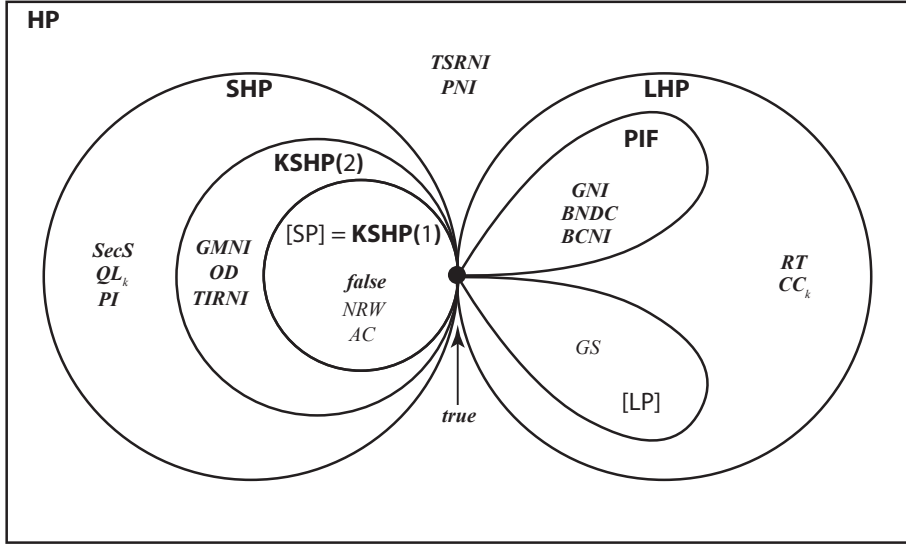 HP
TSRNI
PNI
SHP
LHP
KSHP(2)
PIF
GNI
BNDC
BCNI
[SP] = KSHP(1)
SecS
QLk
PI
GMNI
OD
TIRNI
false
NRW
AC
RT
CCk
GS
[LP]
true